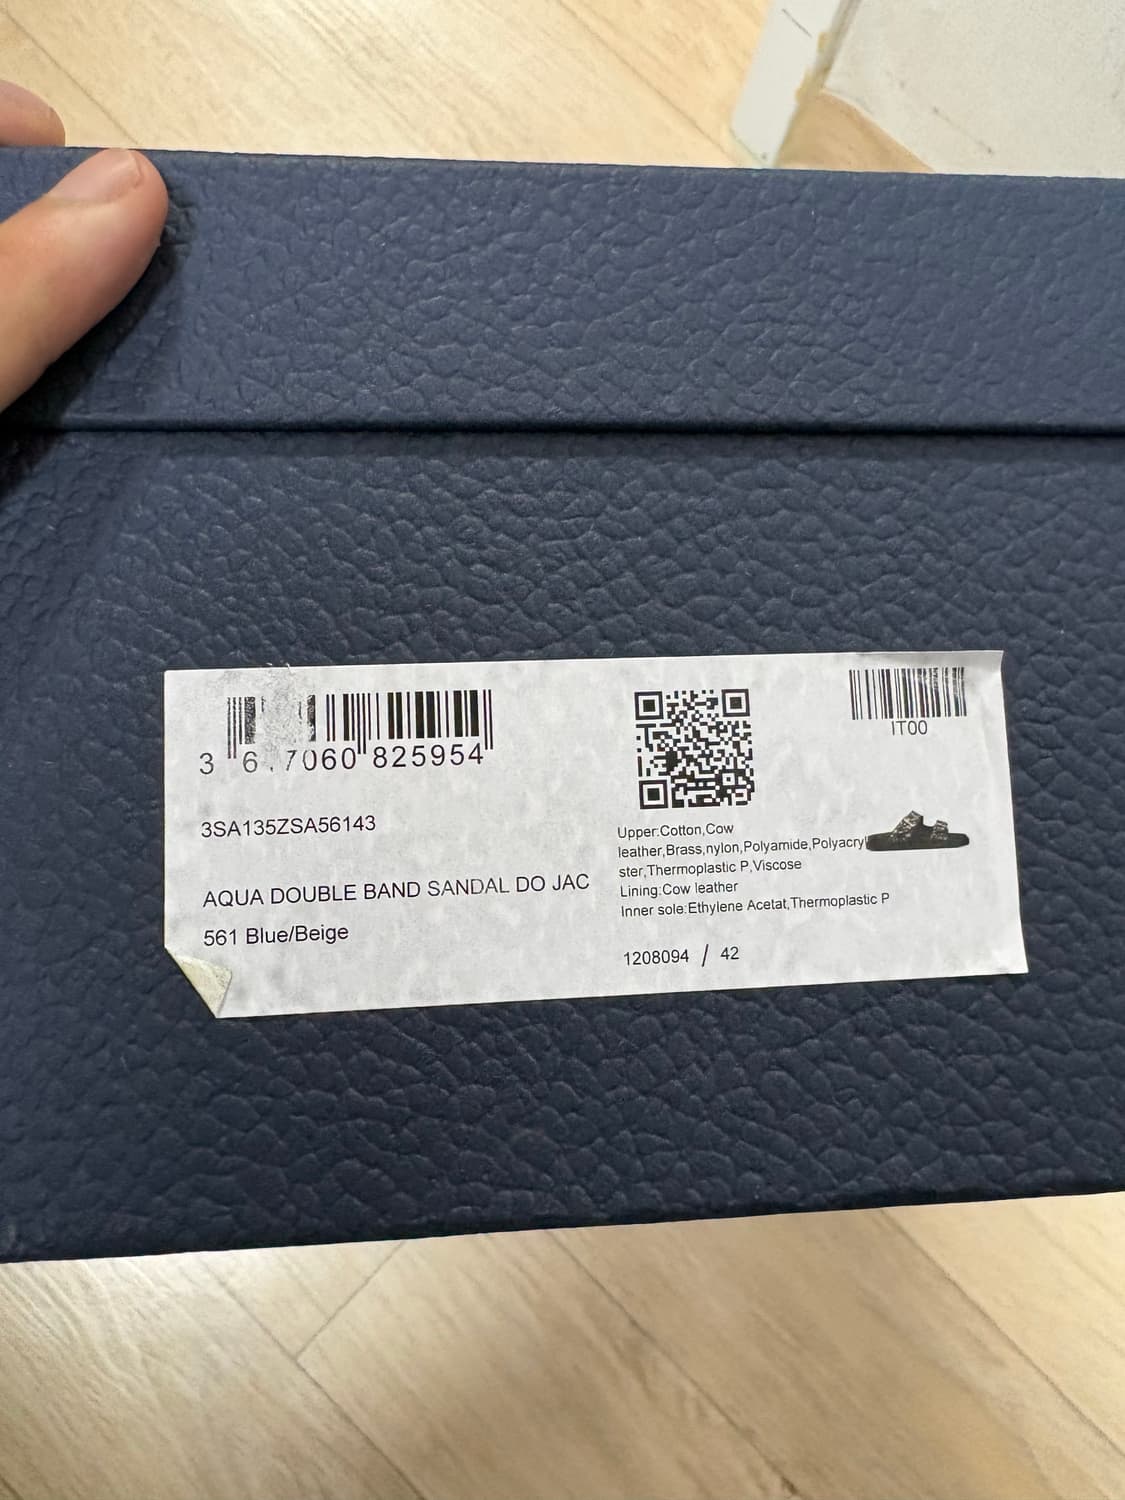 3 6 7060 825954
IT00
3SA135ZSA56143
AQUA DOUBLE BAND SANDAL DO JAC
561 Blue/Beige
Upper:Cotton,Cow
leather,Brass,nylon,Polyamide,Polyacryl
ster,Thermoplastic P,Viscose
Lining:Cow leather
Inner sole:Ethylene Acetat,Thermoplastic P
1208094 / 42